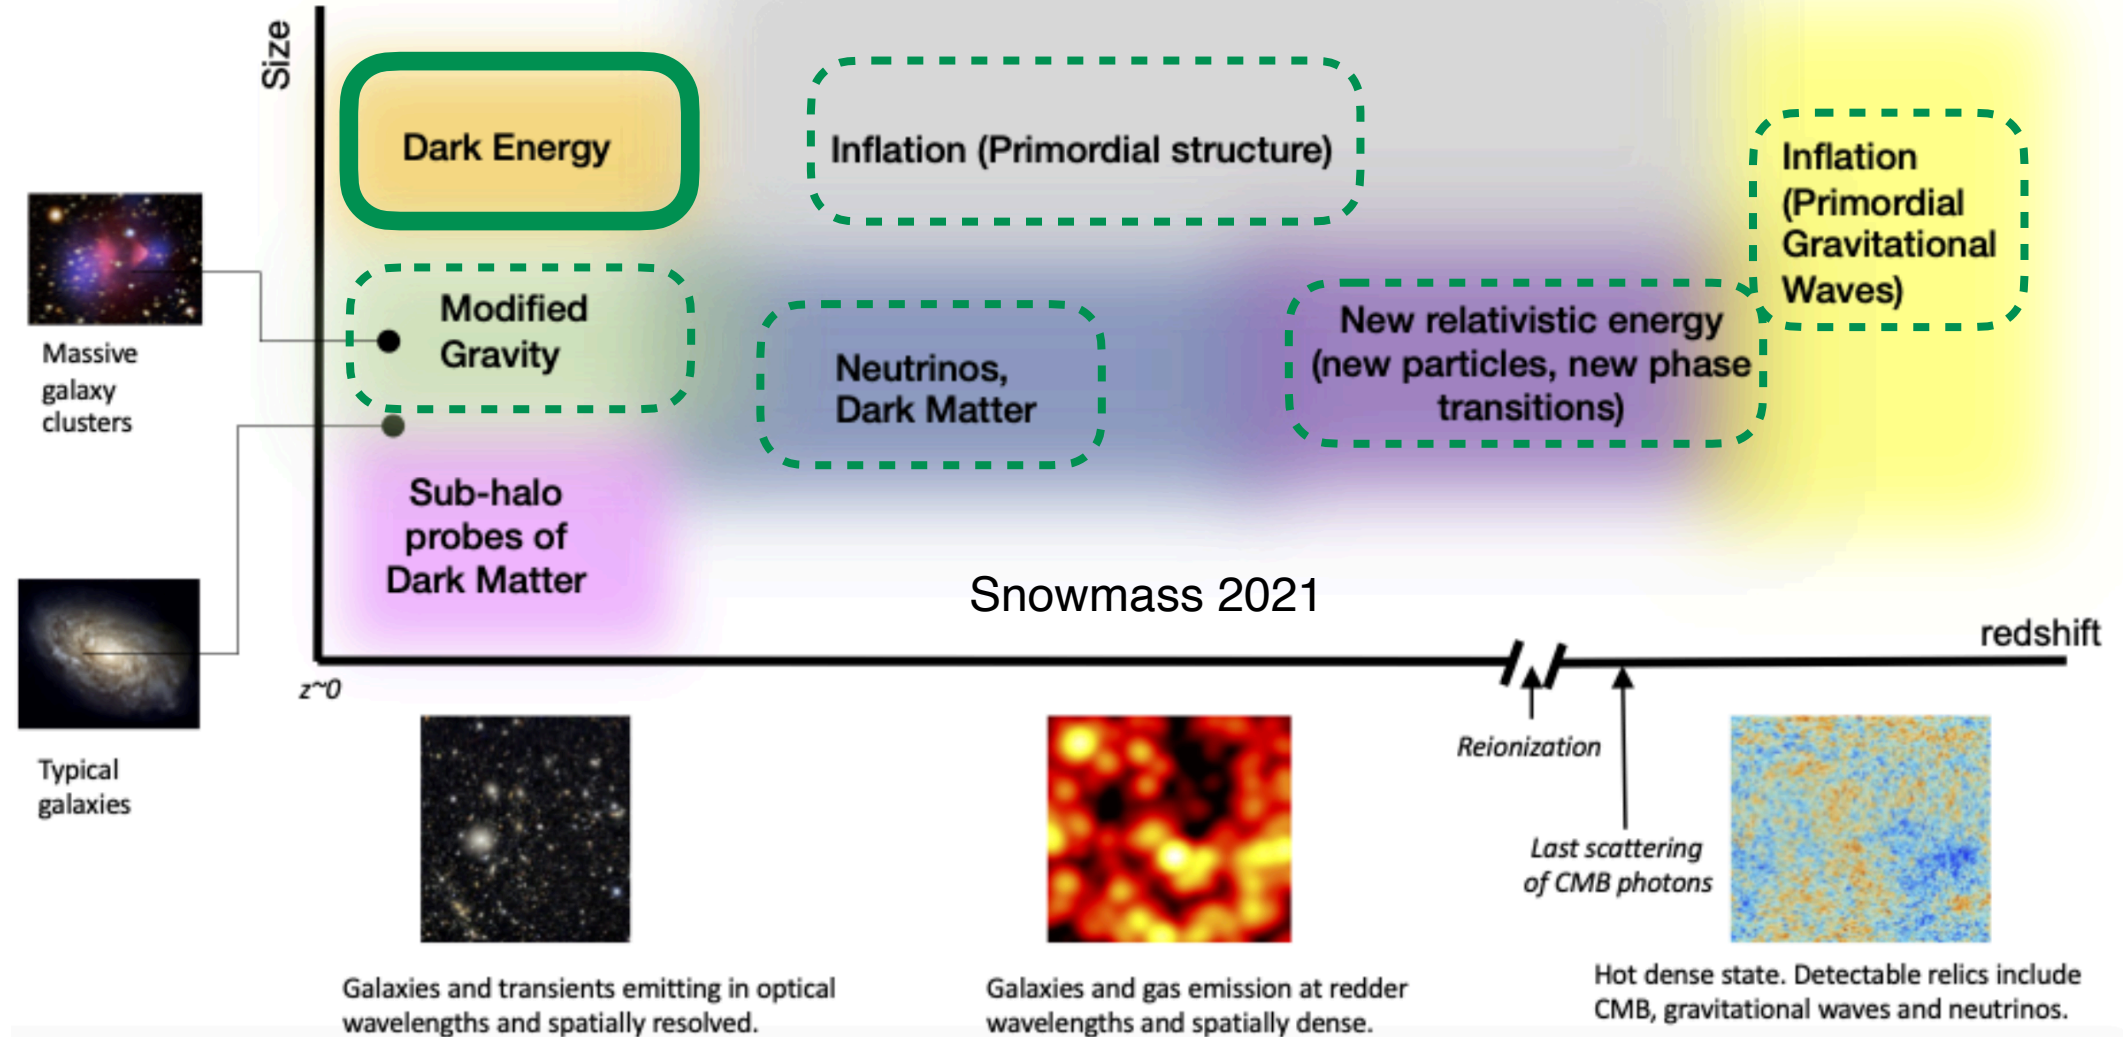 Size
Dark Energy
Inflation (Primordial structure)
Inflation
(Primordial
Gravitational
Waves)
Massive
galaxy
clusters
Modified
Gravity
Neutrinos,
Dark Matter
New relativistic energy
(new particles, new phase
transitions)
Sub-halo
probes of
Dark Matter
Snowmass 2021
redshift
z~0
Typical
galaxies
Reionization
Last scattering
of CMB photons
Galaxies and transients emitting in optical
wavelengths and spatially resolved.
Galaxies and gas emission at redder
wavelengths and spatially dense.
Hot dense state. Detectable relics include
CMB, gravitational waves and neutrinos.